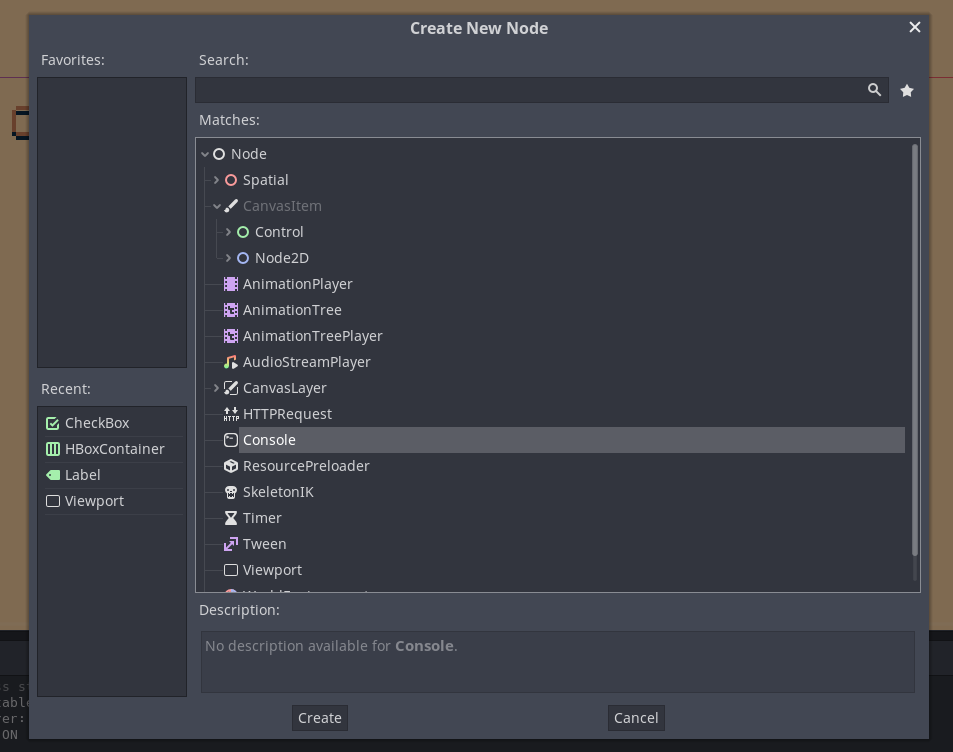 Create New Node
Favorites:
Search:
Matches:
Node
Spatial
CanvasItem
Control
Node2D
AnimationPlayer
AnimationTree
AnimationTreePlayer
AudioStreamPlayer
CanvasLayer
HTTPRequest
Console
ResourcePreloader
SkeletonIK
Timer
Tween
Viewport
Recent:
CheckBox
HBoxContainer
Label
Viewport
Description:
No description available for Console.
Create
Cancel
ON